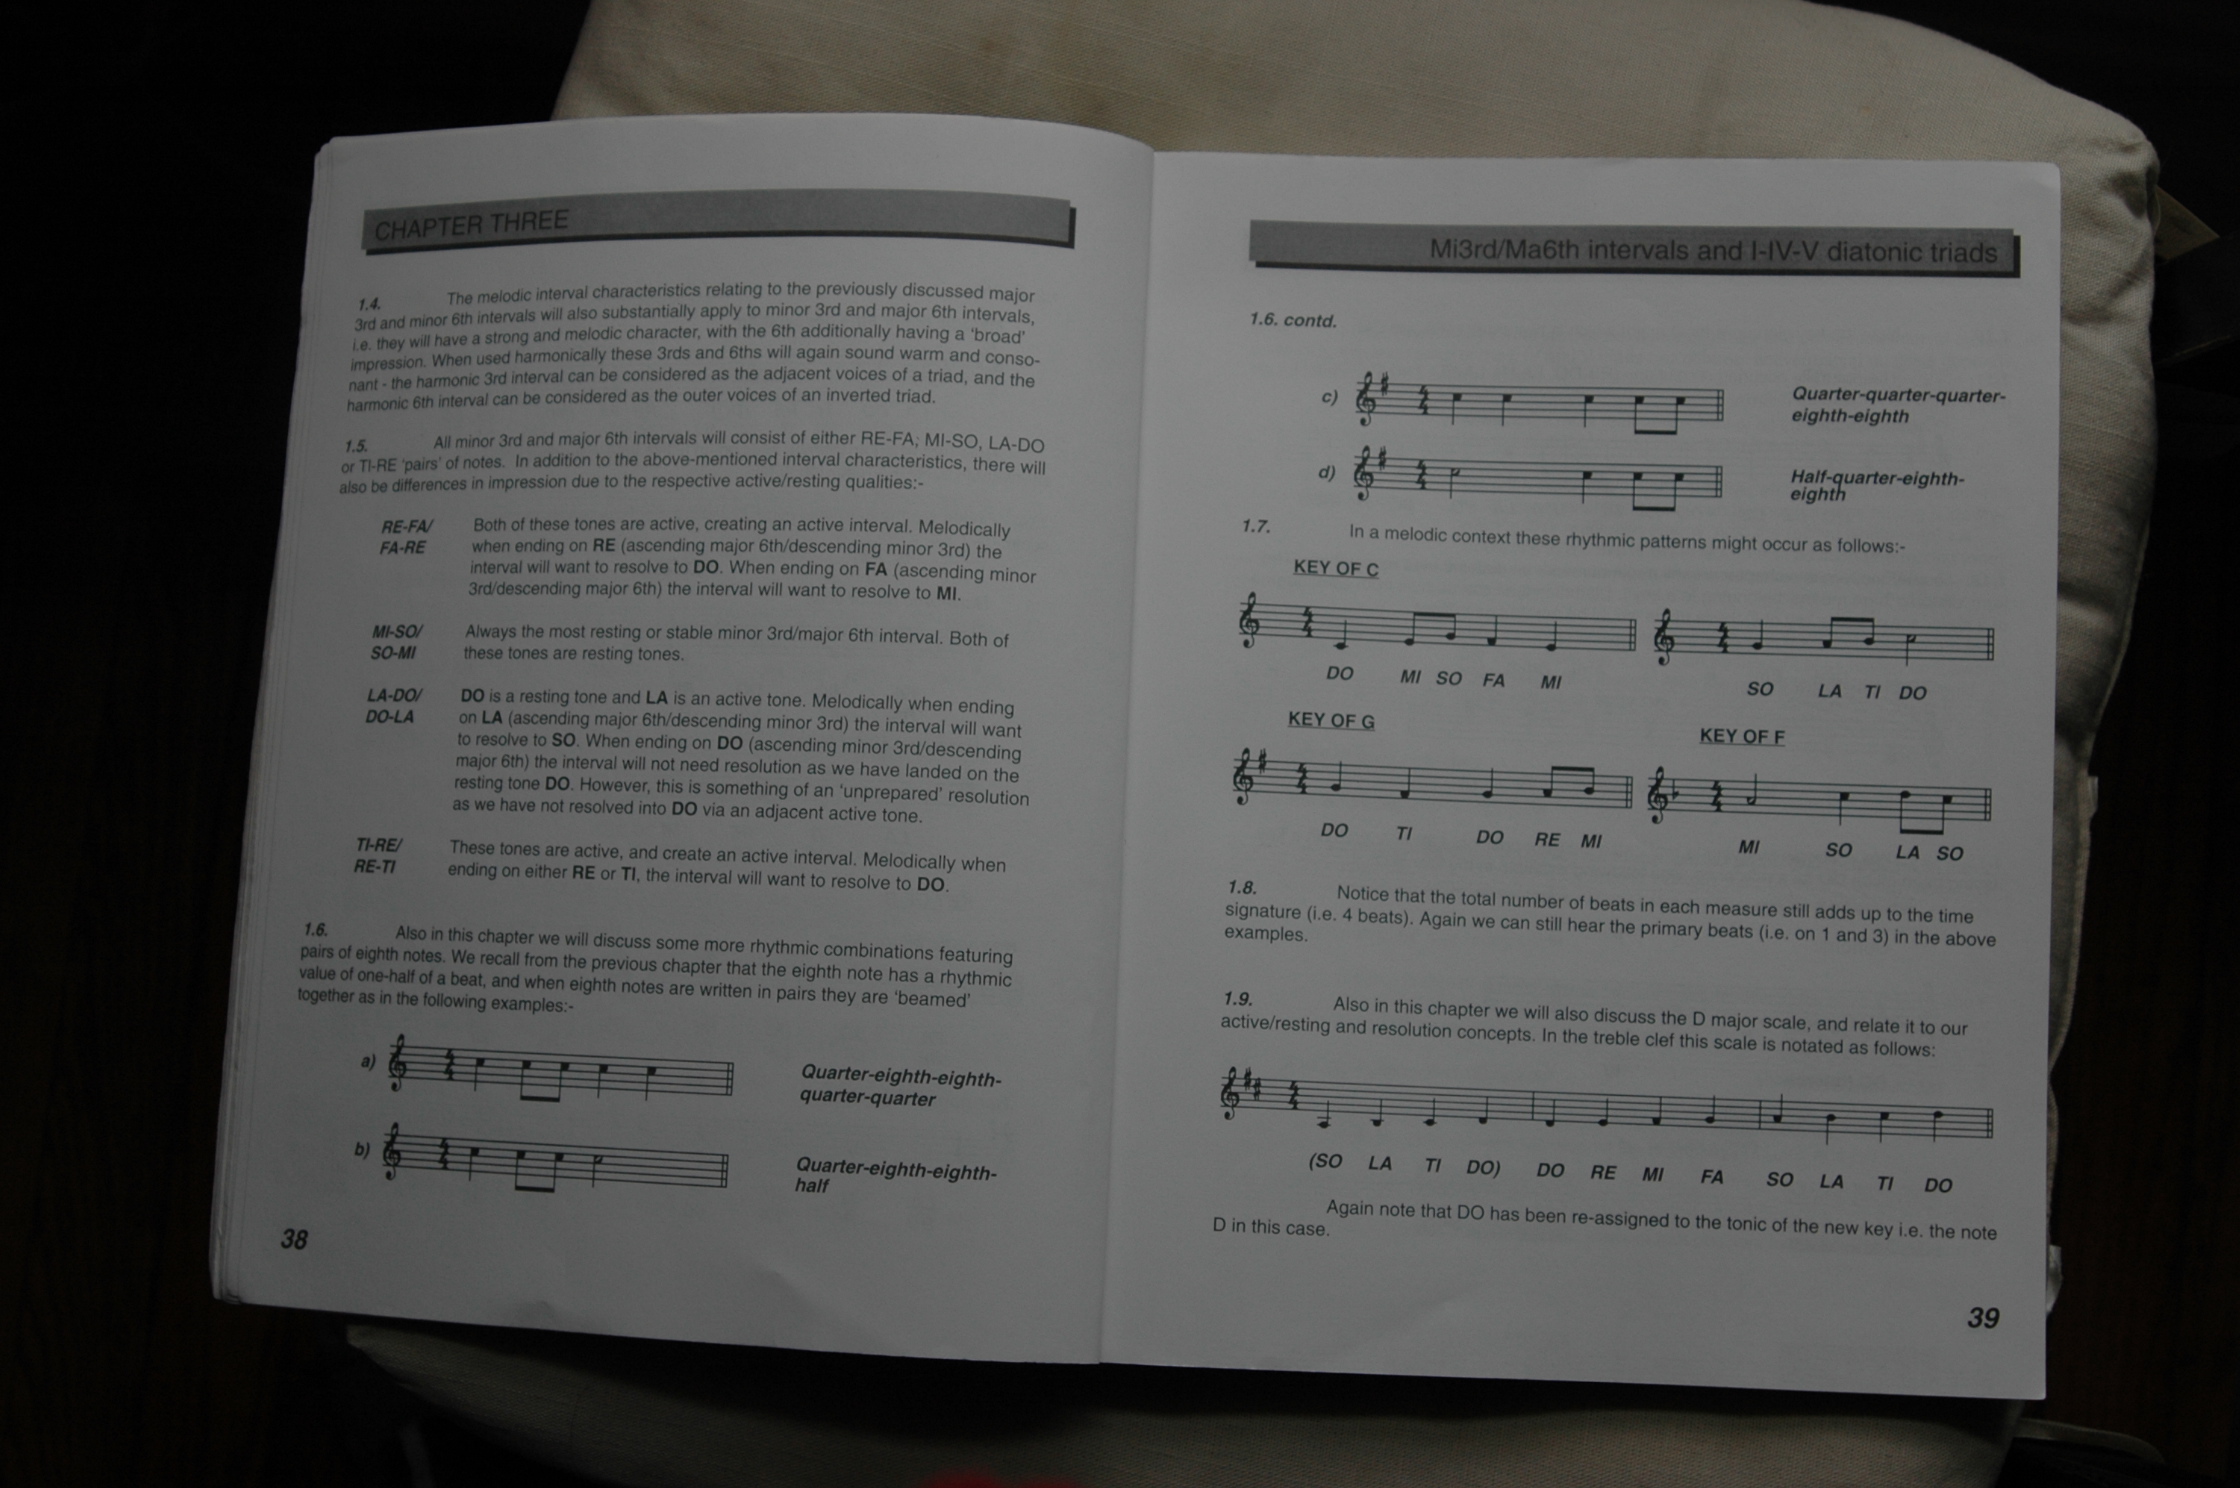 CHAPTER THREE
1.4. The melodic interval characteristics relating to the previously discussed major
3rd and minor 6th intervals will also substantially apply to minor 3rd and major 6th intervals,
i.e. they will have a strong and melodic character, with the 6th additionally having a 'broad'
impression. When used harmonically these 3rds and 6ths will again sound warm and conso-
nant - the harmonic 3rd interval can be considered as the adjacent voices of a triad, and the
harmonic 6th interval can be considered as the outer voices of an inverted triad.
1.5. All minor 3rd and major 6th intervals will consist of either RE-FA, MI-SO, LA-DO
or TI-RE 'pairs' of notes. In addition to the above-mentioned interval characteristics, there will
also be differences in impression due to the respective active/resting qualities:-
RE-FA/ Both of these tones are active, creating an active interval. Melodically
FA-RE when ending on RE (ascending major 6th/descending minor 3rd) the
interval will want to resolve to DO. When ending on FA (ascending minor
3rd/descending major 6th) the interval will want to resolve to MI.
MI-SO/ Always the most resting or stable minor 3rd/major 6th interval. Both of
SO-MI these tones are resting tones.
LA-DO/ DO is a resting tone and LA is an active tone. Melodically when ending
DO-LA on LA (ascending major 6th/descending minor 3rd) the interval will want
to resolve to SO. When ending on DO (ascending minor 3rd/descending
major 6th) the interval will not need resolution as we have landed on the
resting tone DO. However, this is something of an 'unprepared' resolution
as we have not resolved into DO via an adjacent active tone.
TI-RE/ These tones are active, and create an active interval. Melodically when
RE-TI ending on either RE or TI, the interval will want to resolve to DO.
1.6. Also in this chapter we will discuss some more rhythmic combinations featuring
pairs of eighth notes. We recall from the previous chapter that the eighth note has a rhythmic
value of one-half of a beat, and when eighth notes are written in pairs they are 'beamed'
together as in the following examples:-
a) 4/4 Quarter-eighth-eighth-
quarter-quarter
b) 4/4 Quarter-eighth-eighth-
half
38
Mi3rd/Ma6th intervals and I-IV-V diatonic triads
1.6. contd.
c) 4/4 Quarter-quarter-quarter-
eighth-eighth
d) 4/4 Half-quarter-eighth-
eighth
1.7. In a melodic context these rhythmic patterns might occur as follows:-
KEY OF C
4/4 4/4
DO MI SO FA MI SO LA TI DO
KEY OF G KEY OF F
4/4 4/4
DO TI DO RE MI MI SO LA SO
1.8. Notice that the total number of beats in each measure still adds up to the time
signature (i.e. 4 beats). Again we can still hear the primary beats (i.e. on 1 and 3) in the above
examples.
1.9. Also in this chapter we will also discuss the D major scale, and relate it to our
active/resting and resolution concepts. In the treble clef this scale is notated as follows:
4/4
(SO LA TI DO) DO RE MI FA SO LA TI DO
Again note that DO has been re-assigned to the tonic of the new key i.e. the note
D in this case.
39